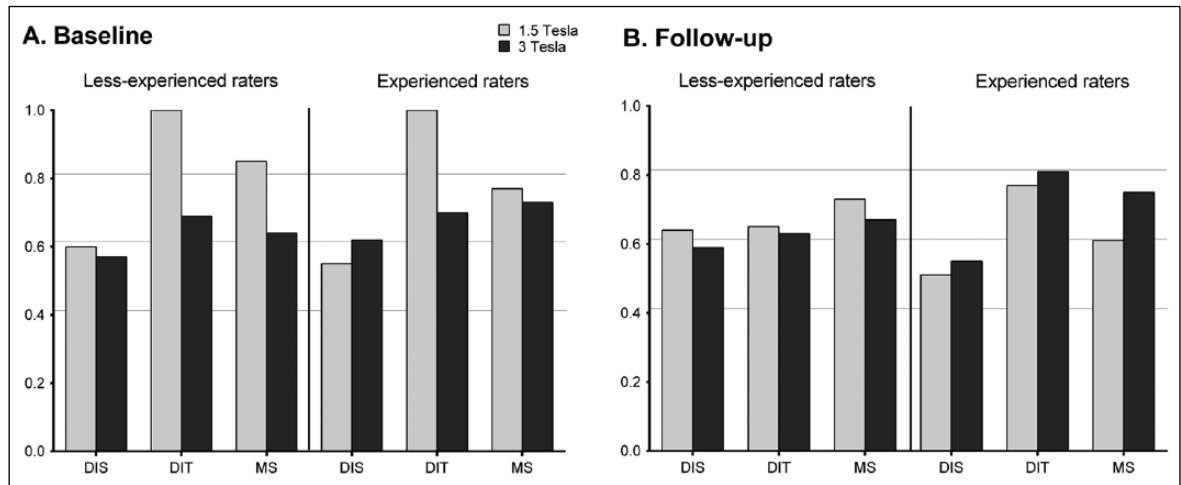 A. Baseline
1.5 Tesla
3 Tesla
Less-experienced raters
Experienced raters
1.0
0.8
0.6
0.4
0.2
0.0
DIS
DIT
MS
DIS
DIT
MS
B. Follow-up
Less-experienced raters
Experienced raters
1.0
0.8
0.6
0.4
0.2
0.0
DIS
DIT
MS
DIS
DIT
MS